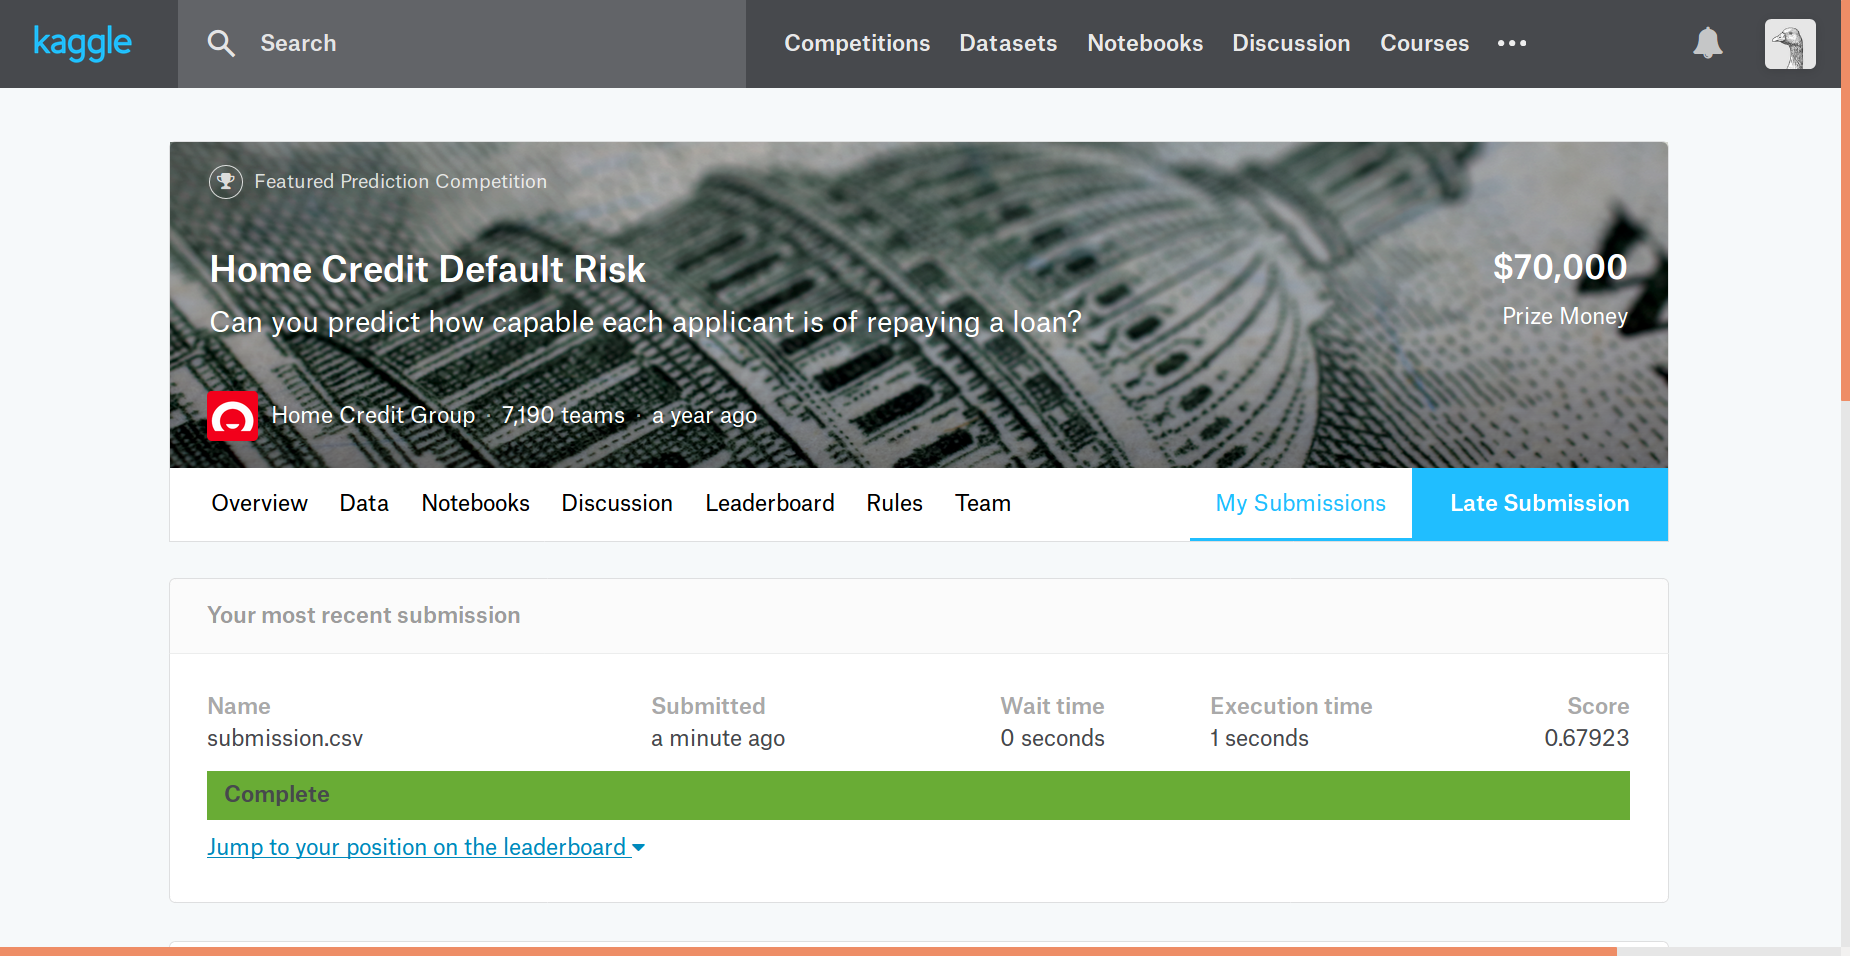 kaggle
Search
Competitions Datasets Notebooks Discussion Courses
Featured Prediction Competition
Home Credit Default Risk
$70,000
Can you predict how capable each applicant is of repaying a loan?
Prize Money
Home Credit Group · 7,190 teams · a year ago
Overview Data Notebooks Discussion Leaderboard Rules Team My Submissions Late Submission
Your most recent submission
Name Submitted Wait time Execution time Score
submission.csv a minute ago 0 seconds 1 seconds 0.67923
Complete
Jump to your position on the leaderboard